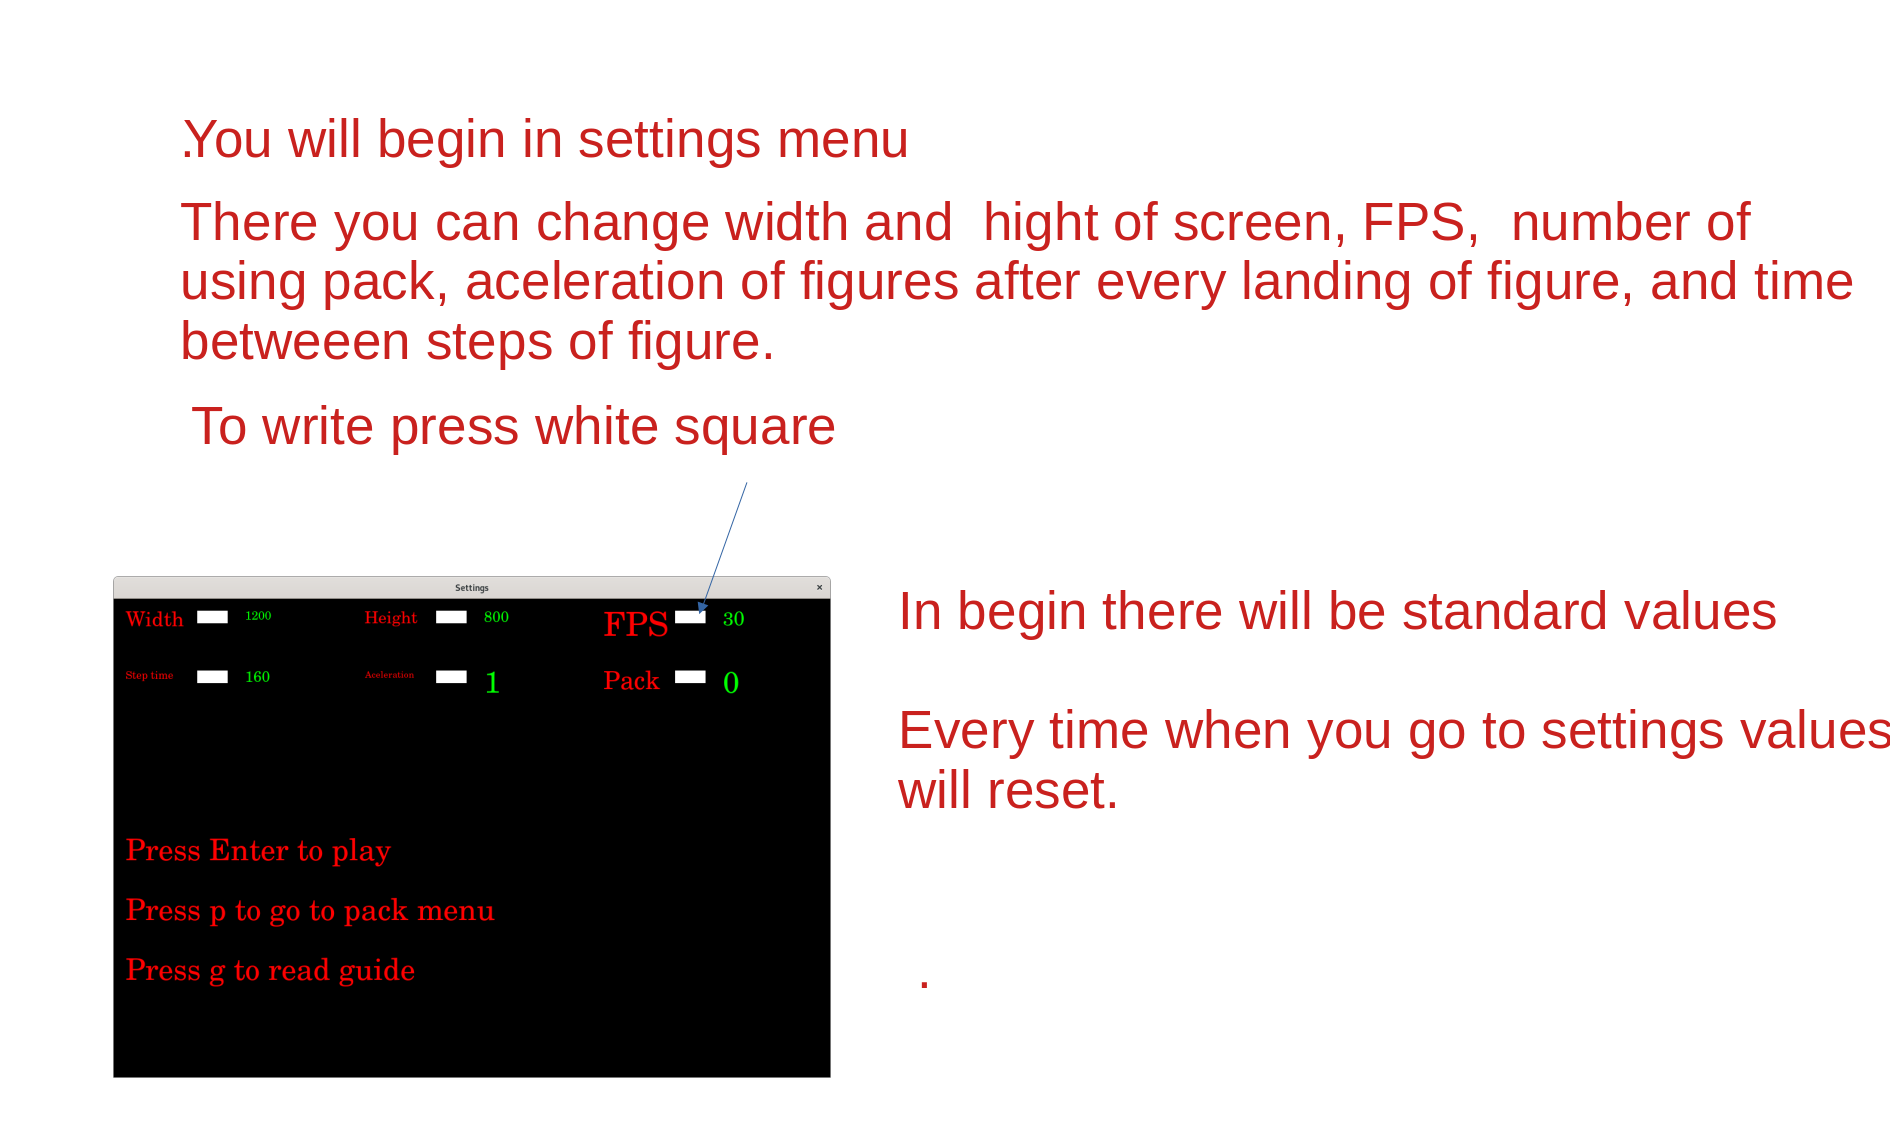 .You will begin in settings menu
There you can change width and  hight of screen, FPS,  number of
using pack, aceleration of figures after every landing of figure, and time
betweeen steps of figure.
To write press white square
Settings ×
Width 1200 Height 800 FPS 30
Step time 160 Aceleration 1 Pack 0
Press Enter to play
Press p to go to pack menu
Press g to read guide
In begin there will be standard values
Every time when you go to settings values
will reset.
.